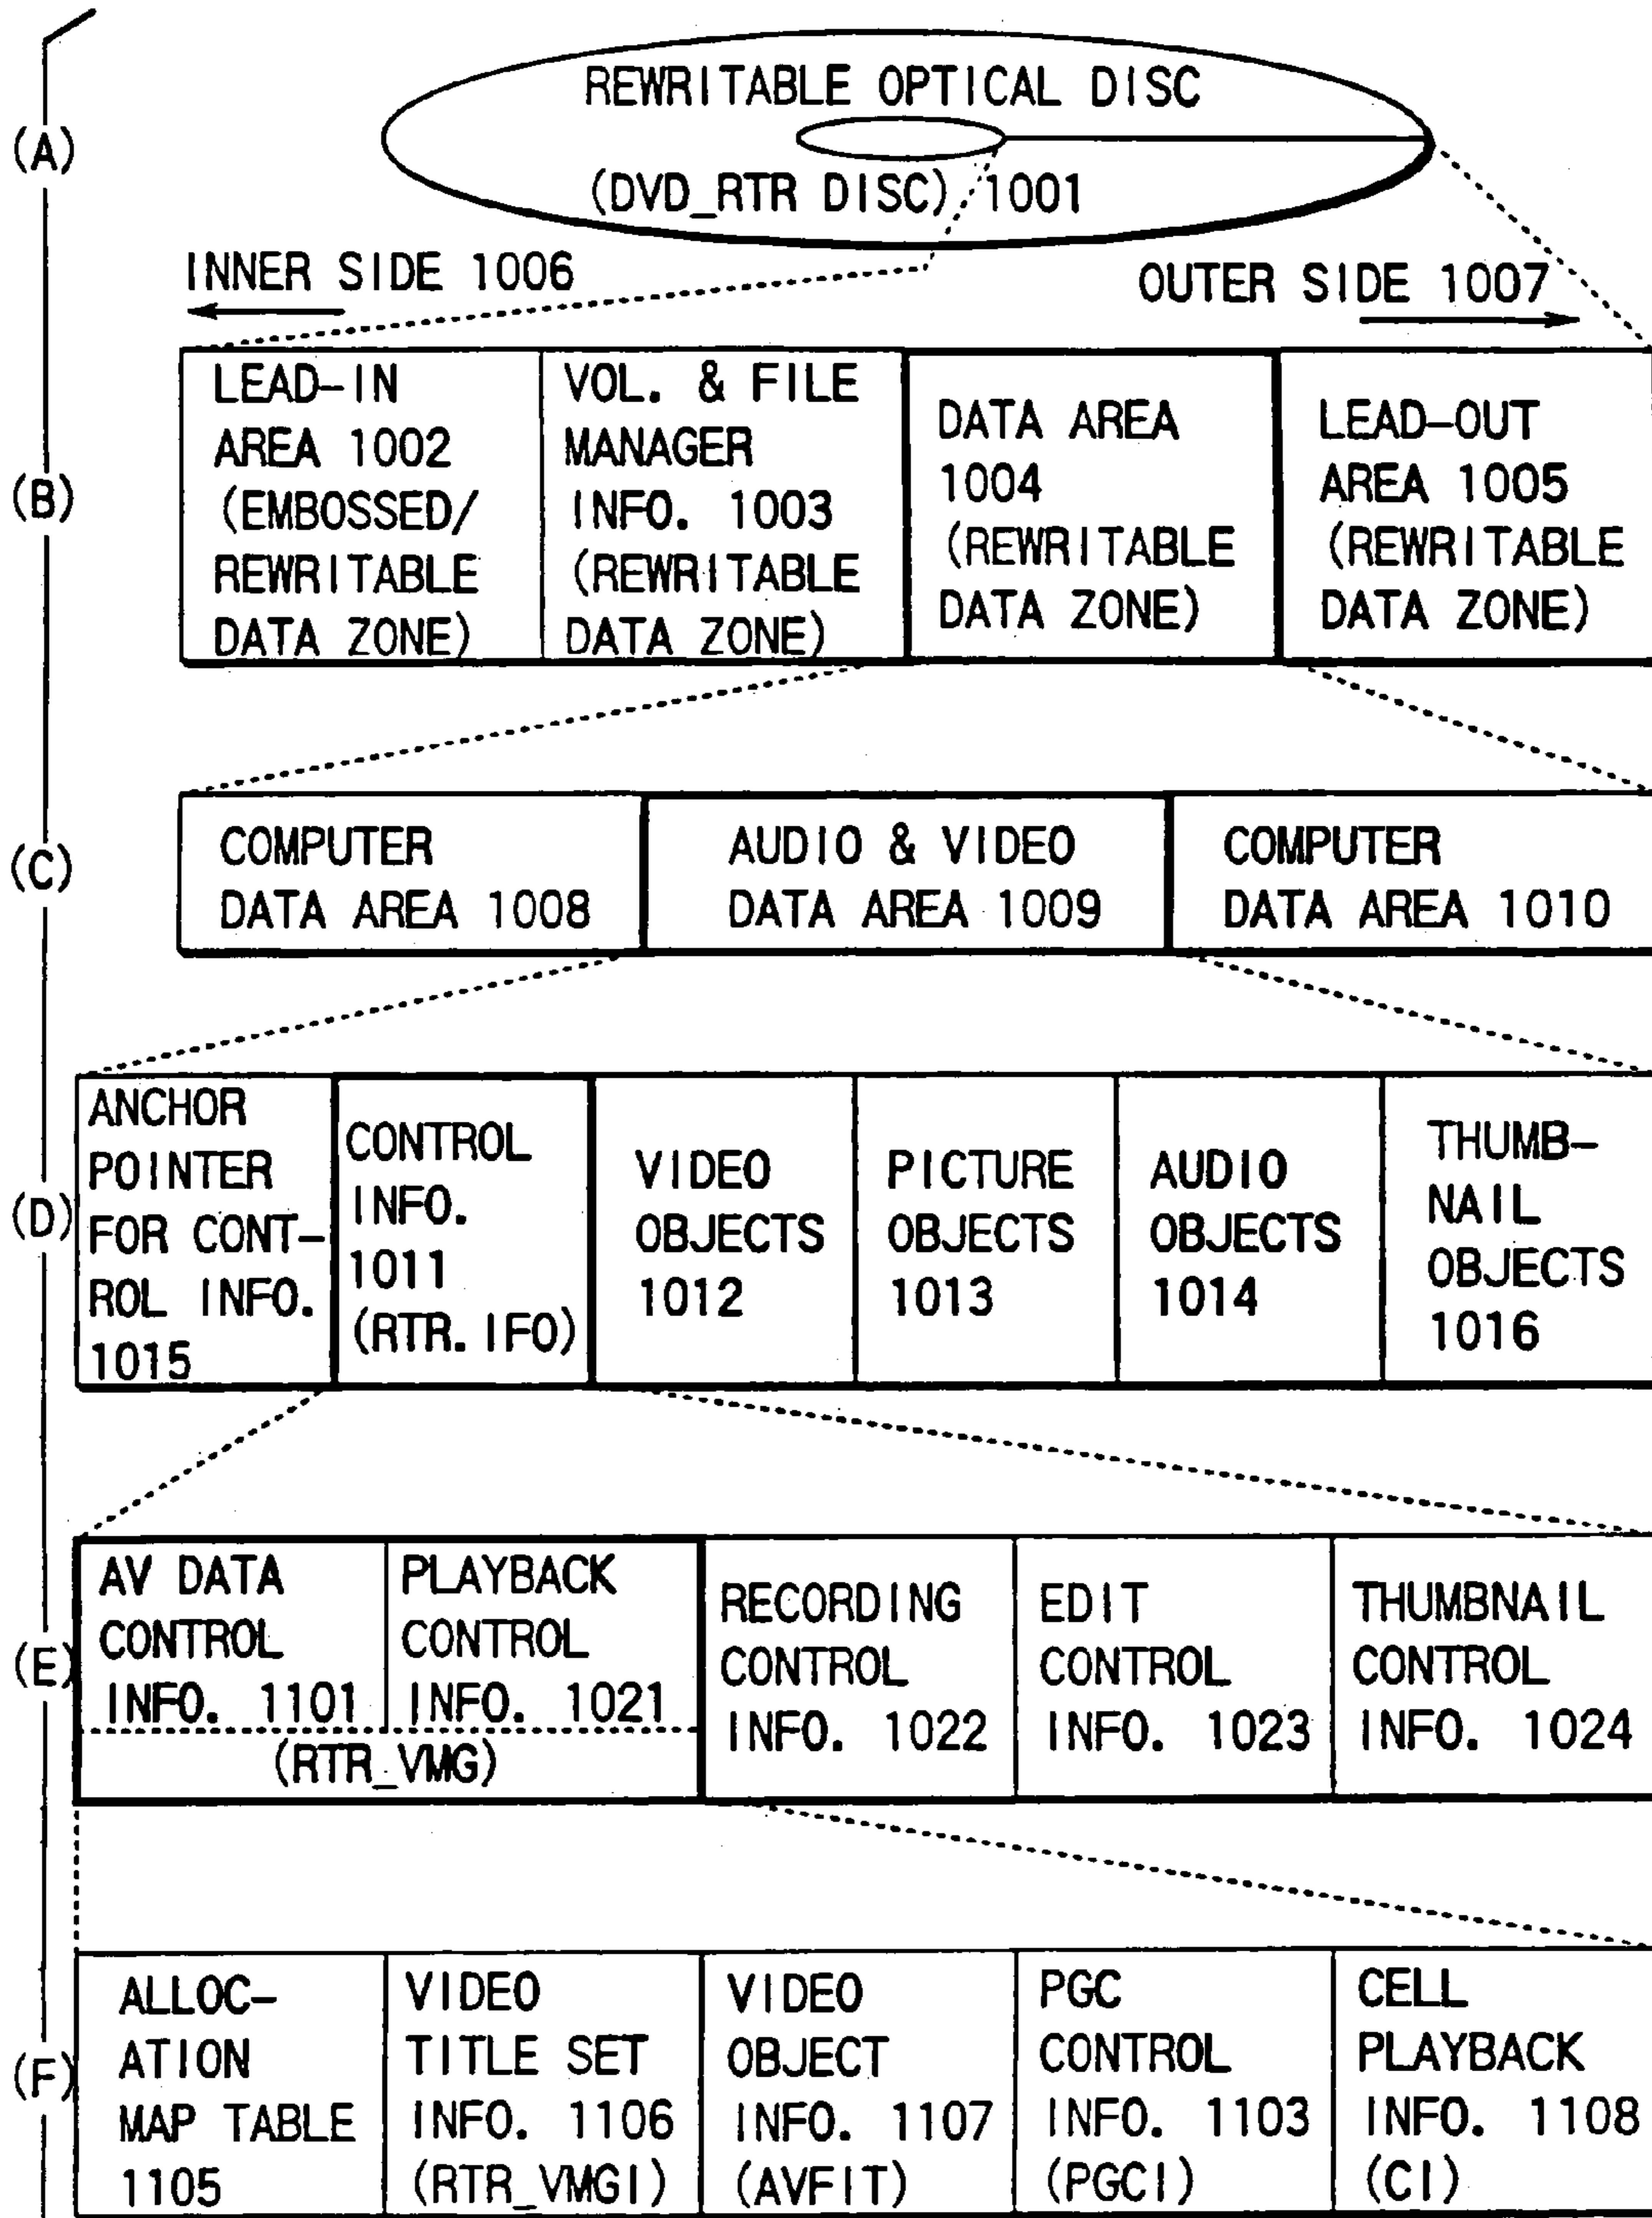 (A)
REWRITABLE OPTICAL DISC
(DVD_RTR DISC) 1001
INNER SIDE 1006
OUTER SIDE 1007
(B)
LEAD-IN
AREA 1002
(EMBOSSED/
REWRITABLE
DATA ZONE)
VOL. & FILE
MANAGER
INFO. 1003
(REWRITABLE
DATA ZONE)
DATA AREA
1004
(REWRITABLE
DATA ZONE)
LEAD-OUT
AREA 1005
(REWRITABLE
DATA ZONE)
(C)
COMPUTER
DATA AREA 1008
AUDIO & VIDEO
DATA AREA 1009
COMPUTER
DATA AREA 1010
(D)
ANCHOR
POINTER
FOR CONT-
ROL INFO.
1015
CONTROL
INFO.
1011
(RTR.IFO)
VIDEO
OBJECTS
1012
PICTURE
OBJECTS
1013
AUDIO
OBJECTS
1014
THUMB-
NAIL
OBJECTS
1016
(E)
AV DATA
CONTROL
INFO. 1101
PLAYBACK
CONTROL
INFO. 1021
(RTR_VMG)
RECORDING
CONTROL
INFO. 1022
EDIT
CONTROL
INFO. 1023
THUMBNAIL
CONTROL
INFO. 1024
(F)
ALLOC-
ATION
MAP TABLE
1105
VIDEO
TITLE SET
INFO. 1106
(RTR_VMGI)
VIDEO
OBJECT
INFO. 1107
(AVFIT)
PGC
CONTROL
INFO. 1103
(PGCI)
CELL
PLAYBACK
INFO. 1108
(CI)